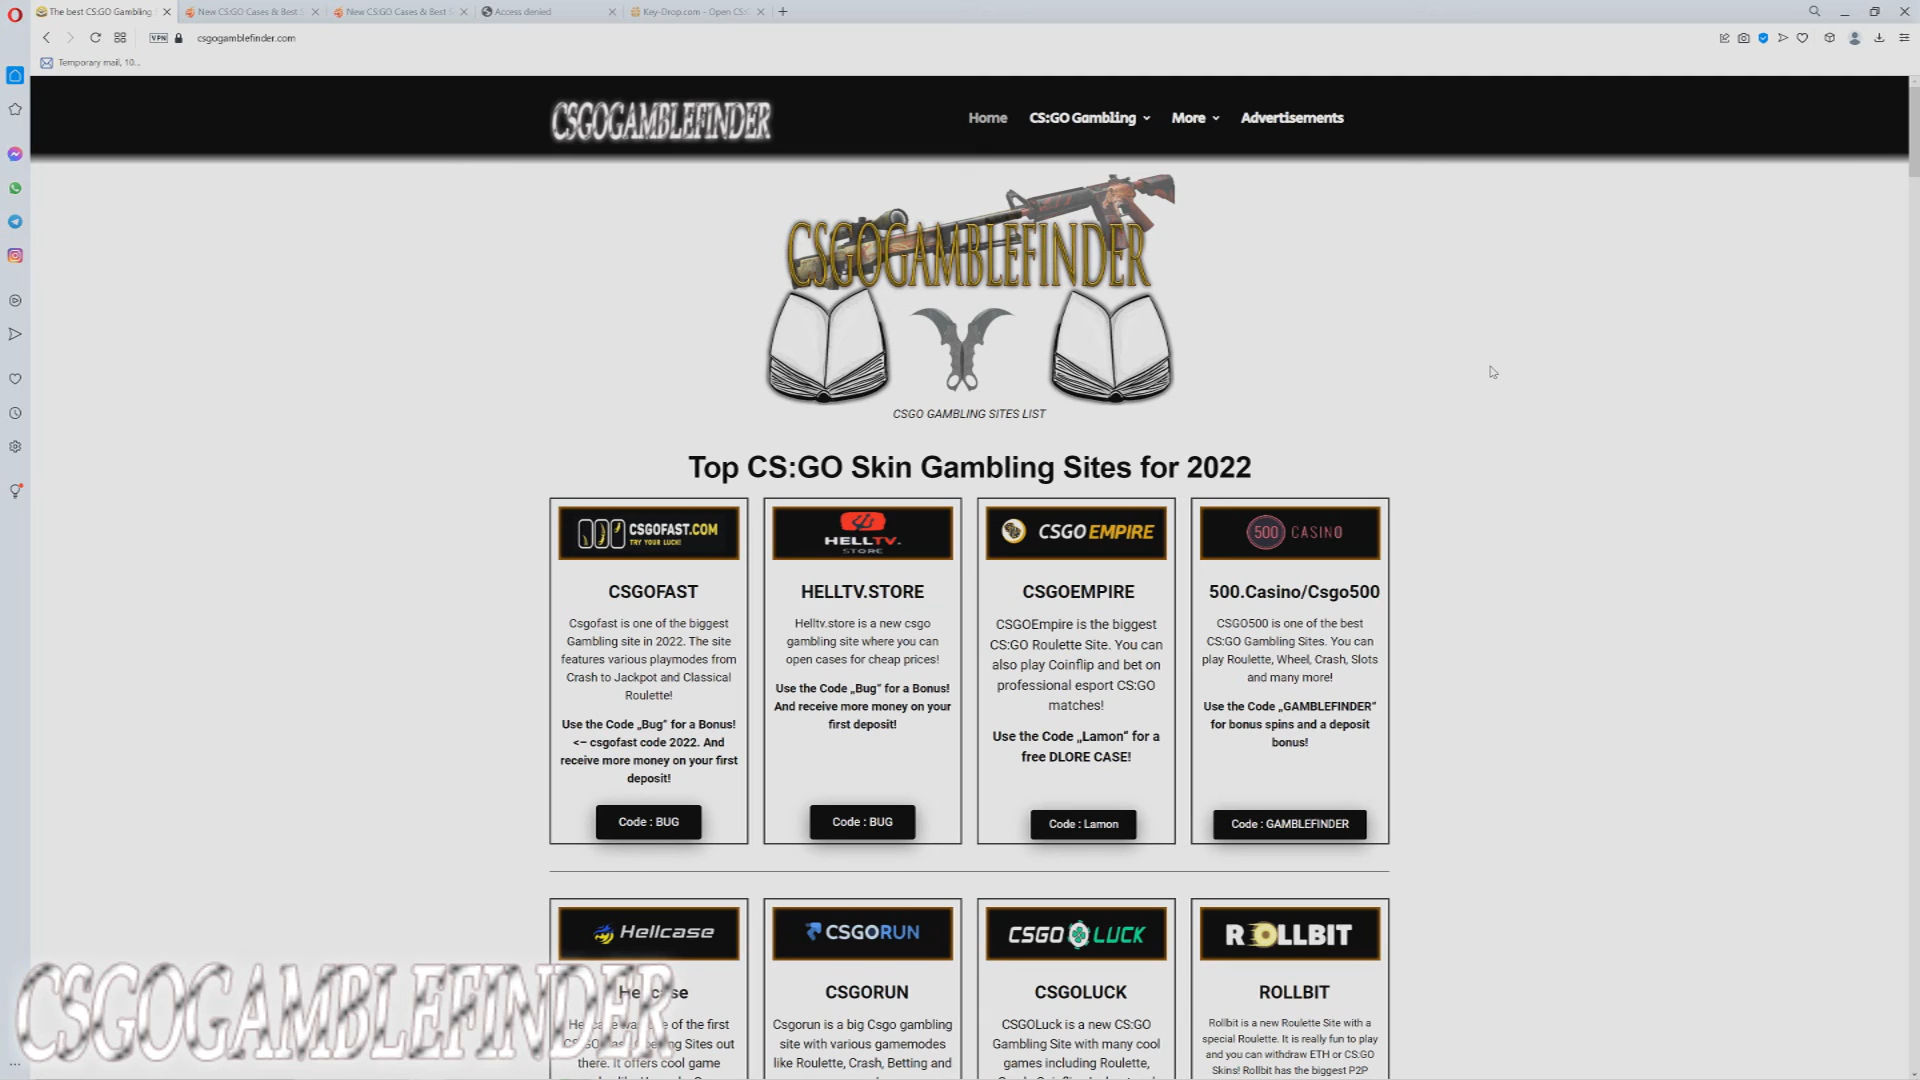 The best CS:GO Gambling
New CS:GO Cases & Best S
New CS:GO Cases & Best S
Access denied
Key-Drop.com - Open CS:G
VPN
csgogamblefinder.com
Temporary mail, 10...
CSGOGAMBLEFINDER
Home
CS:GO Gambling
More
Advertisements
CSGOGAMBLEFINDER
CSGO GAMBLING SITES LIST
Top CS:GO Skin Gambling Sites for 2022
CSGOFAST.COM
TRY YOUR LUCK!
CSGOFAST
Csgofast is one of the biggest
Gambling site in 2022. The site
features various playmodes from
Crash to Jackpot and Classical
Roulette!
Use the Code „Bug“ for a Bonus!
<– csgofast code 2022. And
receive more money on your first
deposit!
Code : BUG
HELLTV.
STORE
HELLTV.STORE
Helltv.store is a new csgo
gambling site where you can
open cases for cheap prices!
Use the Code „Bug“ for a Bonus!
And receive more money on your
first deposit!
Code : BUG
CSGOEMPIRE
CSGOEMPIRE
CSGOEmpire is the biggest
CS:GO Roulette Site. You can
also play Coinflip and bet on
professional esport CS:GO
matches!
Use the Code „Lamon“ for a
free DLORE CASE!
Code : Lamon
500 CASINO
500.Casino/Csgo500
CSGO500 is one of the best
CS:GO Gambling Sites. You can
play Roulette, Wheel, Crash, Slots
and many more!
Use the Code „GAMBLEFINDER“
for bonus spins and a deposit
bonus!
Code : GAMBLEFINDER
Hellcase
of the first
Sites out
there. It offers cool game
CSGORUN
CSGORUN
Csgorun is a big Csgo gambling
site with various gamemodes
like Roulette, Crash, Betting and
CSGO LUCK
CSGOLUCK
CSGOLuck is a new CS:GO
Gambling Site with many cool
games including Roulette,
ROLLBIT
ROLLBIT
Rollbit is a new Roulette Site with a
special Roulette. It is really fun to play
and you can withdraw ETH or CS:GO
Skins! Rollbit has the biggest P2P
CSGOGAMBLEFINDER